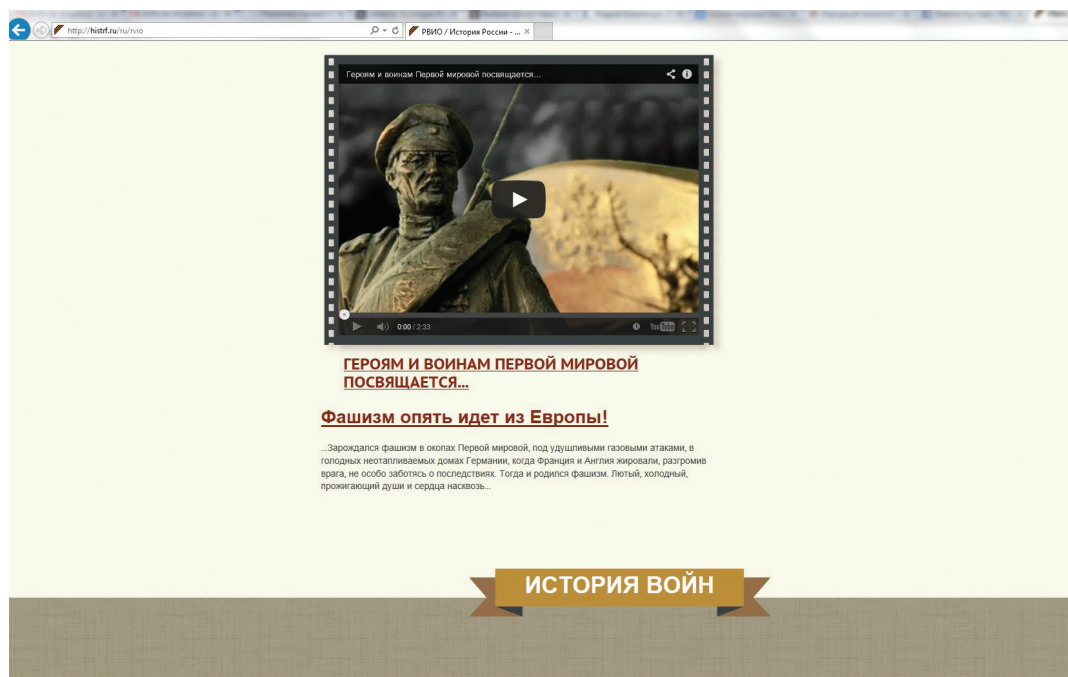 http://histrf.ru/ru/rvio
РВИО / История России - ...
Героям и воинам Первой мировой посвящается...
0:00 / 2:33
YouTube
ГЕРОЯМ И ВОИНАМ ПЕРВОЙ МИРОВОЙ
ПОСВЯЩАЕТСЯ...
Фашизм опять идет из Европы!
...Зарождался фашизм в окопах Первой мировой, под удушливыми газовыми атаками, в
голодных неотапливаемых домах Германии, когда Франция и Англия жировали, разгромив
врага, не особо заботясь о последствиях. Тогда и родился фашизм. Лютый, холодный,
прожигающий души и сердца насквозь...
ИСТОРИЯ ВОЙН